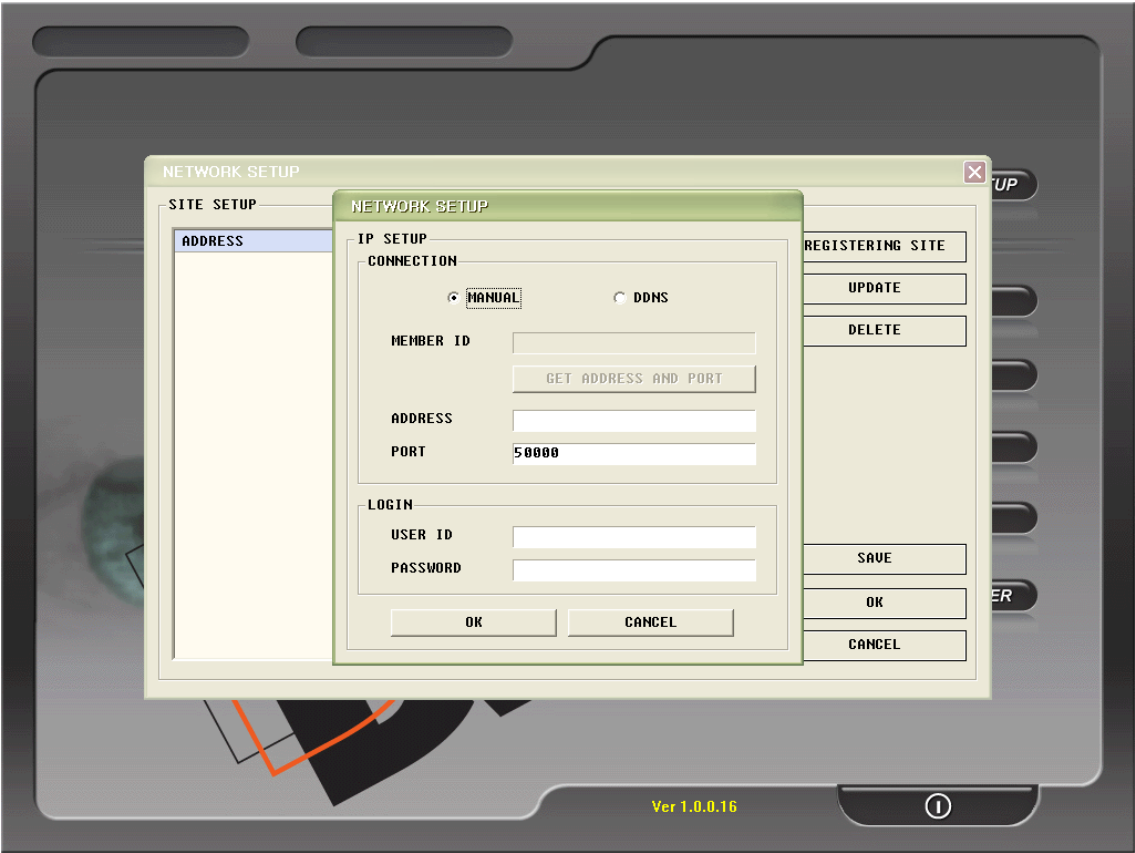 NETWORK SETUP
UP
SITE SETUP
NETWORK SETUP
ADDRESS
IP SETUP
REGISTERING SITE
CONNECTION
MANUAL DDNS
UPDATE
DELETE
MEMBER ID
GET ADDRESS AND PORT
ADDRESS
PORT 50000
LOGIN
USER ID
PASSWORD
SAVE
OK
ER
OK CANCEL
CANCEL
Ver 1.0.0.16